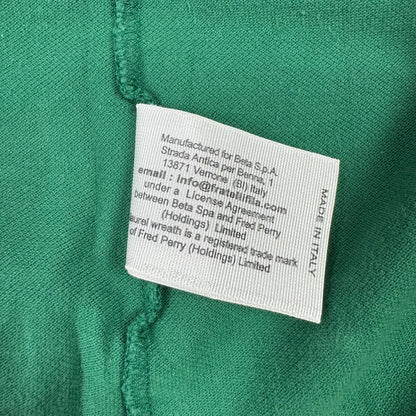 Manufactured for Beta S.p.A.
Strada Antica per Bernit, 1
13871 Verrone (BI) Italy
email : info@fratellifila.com
under a License Agreement
between Beta Spa and Fred Perry
(Holdings) Limited
laurel wreath is a registered trade mark
of Fred Perry (Holdings) Limited
MADE IN ITALY